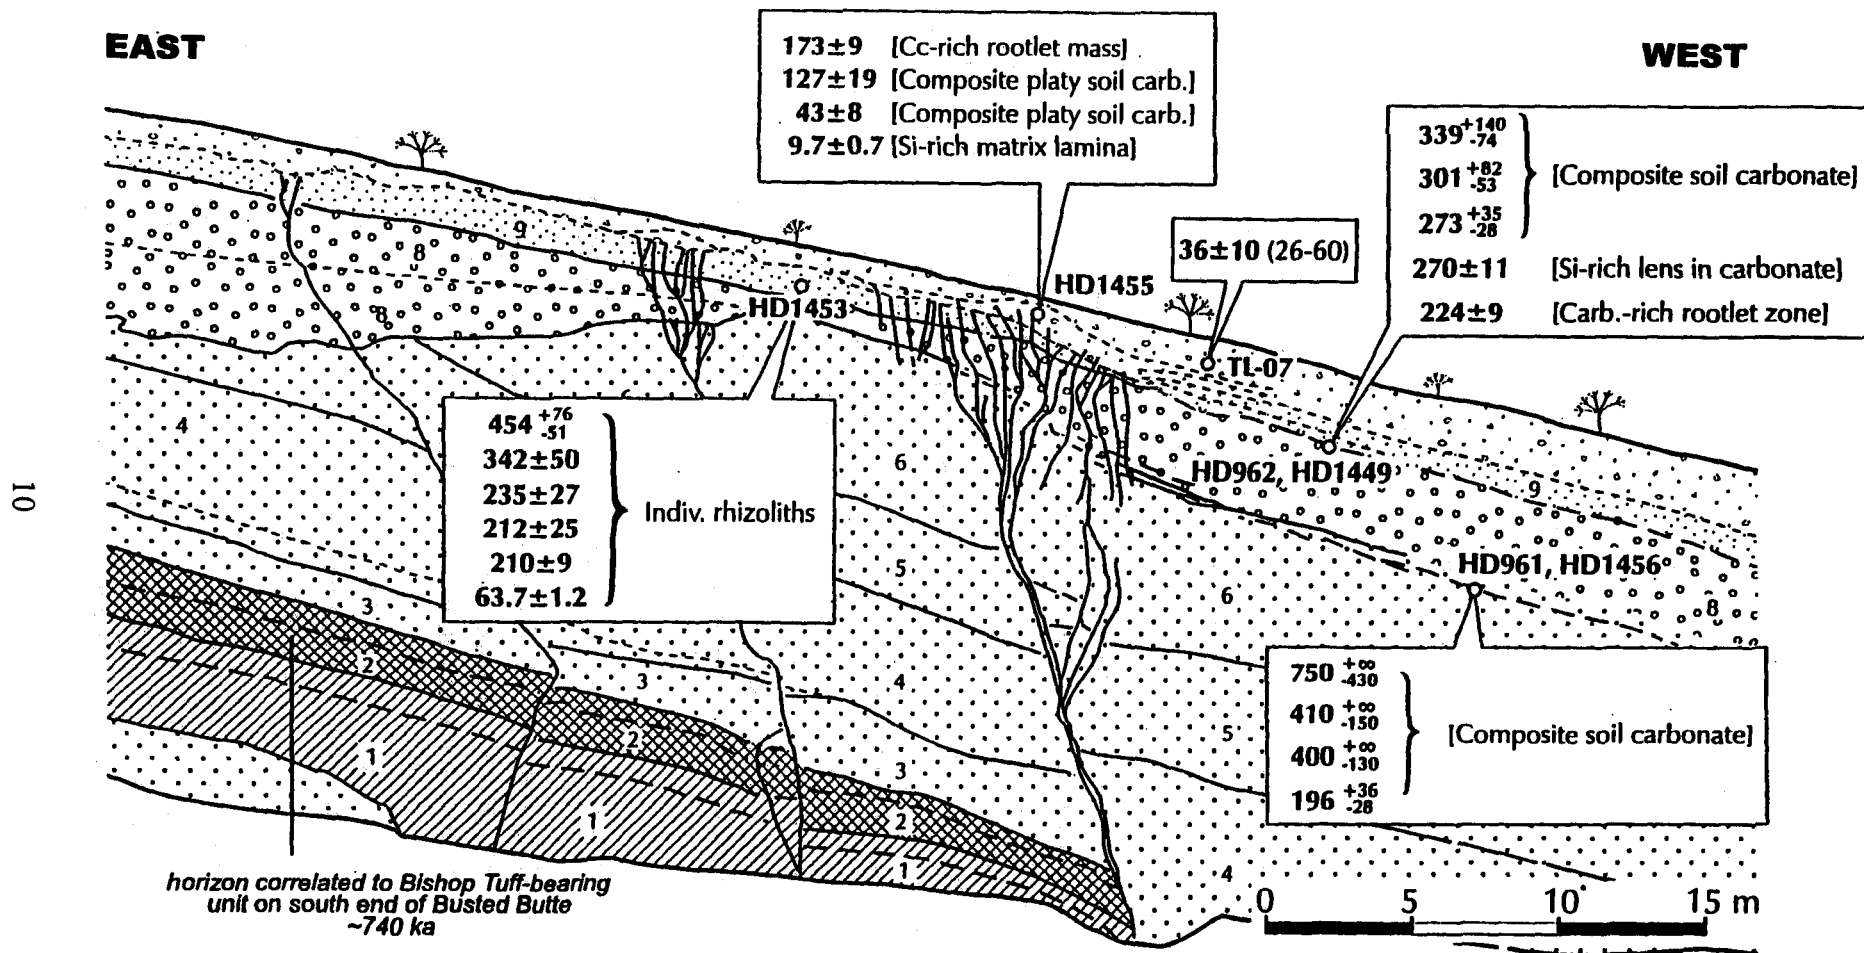 EAST
WEST
173±9 [Cc-rich rootlet mass]
127±19 [Composite platy soil carb.]
43±8 [Composite platy soil carb.]
9.7±0.7 [Si-rich matrix lamina]
339 +140 -74
301 +82 -53
273 +35 -28
[Composite soil carbonate]
270±11 [Si-rich lens in carbonate]
224±9 [Carb.-rich rootlet zone]
36±10 (26-60)
HD1455
HD1453
TL-07
HD962, HD1449
HD961, HD1456
454 +76 -51
342±50
235±27
212±25
210±9
63.7±1.2
Indiv. rhizoliths
750 +∞ -430
410 +∞ -150
400 +∞ -130
196 +36 -28
[Composite soil carbonate]
9
8
8
4
6
9
5
6
8
3
2
3
4
5
1
2
3
1
2
1
4
horizon correlated to Bishop Tuff-bearing
unit on south end of Busted Butte
~740 ka
0 5 10 15 m
10